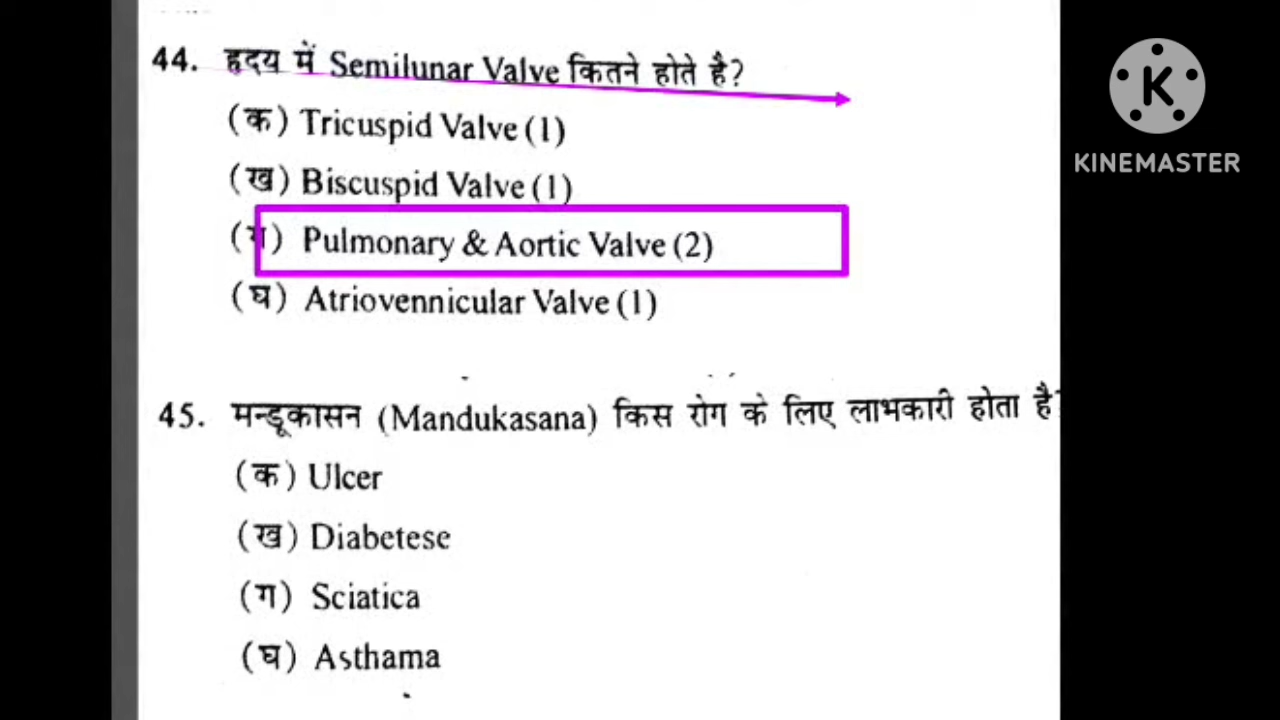 44. हृदय में Semilunar Valve कितने होते है?
(क) Tricuspid Valve (1)
(ख) Biscuspid Valve (1)
(ग) Pulmonary & Aortic Valve (2)
(घ) Atriovennicular Valve (1)
45. मन्डूकासन (Mandukasana) किस रोग के लिए लाभकारी होता है?
(क) Ulcer
(ख) Diabetese
(ग) Sciatica
(घ) Asthama
K
KINEMASTER